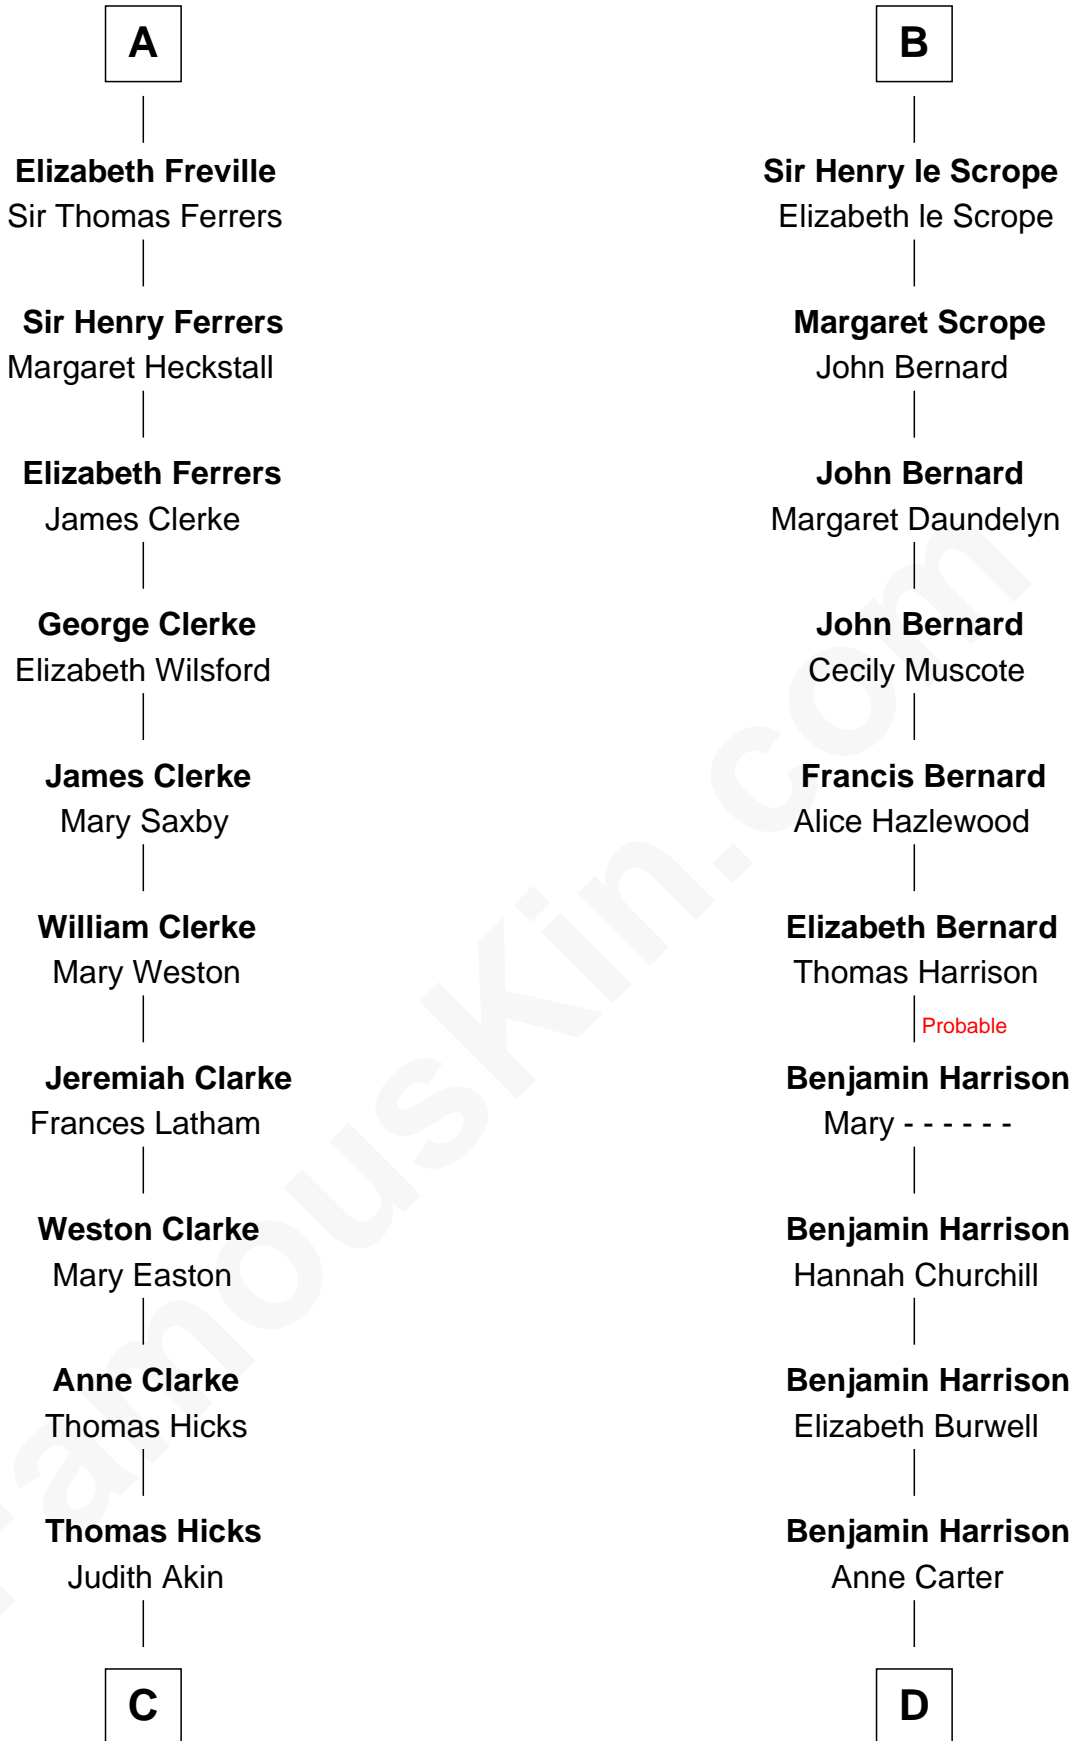 A
Elizabeth Freville
Sir Thomas Ferrers
Sir Henry Ferrers
Margaret Heckstall
Elizabeth Ferrers
James Clerke
George Clerke
Elizabeth Wilsford
James Clerke
Mary Saxby
William Clerke
Mary Weston
Jeremiah Clarke
Frances Latham
Weston Clarke
Mary Easton
Anne Clarke
Thomas Hicks
Thomas Hicks
Judith Akin
C
B
Sir Henry le Scrope
Elizabeth le Scrope
Margaret Scrope
John Bernard
John Bernard
Margaret Daundelyn
John Bernard
Cecily Muscote
Francis Bernard
Alice Hazlewood
Elizabeth Bernard
Thomas Harrison
Probable
Benjamin Harrison
Mary - - - - - -
Benjamin Harrison
Hannah Churchill
Benjamin Harrison
Elizabeth Burwell
Benjamin Harrison
Anne Carter
D
FamousKin.com